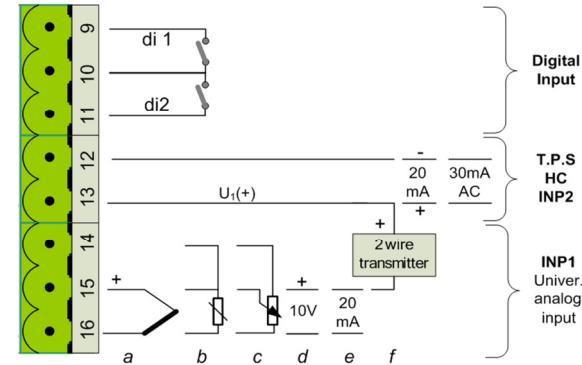 9
di 1
10
di2
11
Digital
Input
12
-
20
mA
+
30mA
AC
T.P.S
HC
INP2
13
U₁(+)
+
2 wire
transmitter
14
15
+
16
+
10V
20
mA
INP1
Univer.
analog
input
a b c d e f